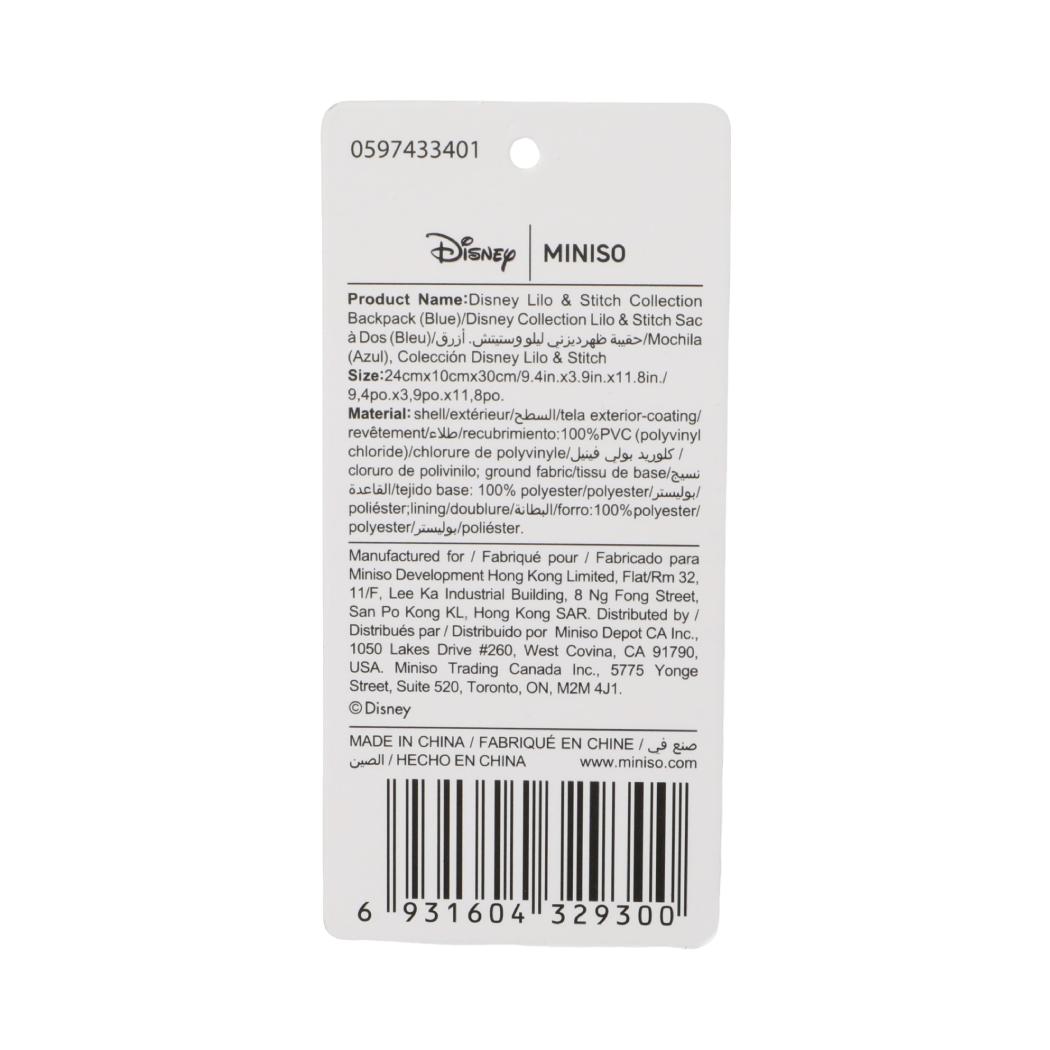 0597433401
Disney | MINISO
Product Name:Disney Lilo & Stitch Collection
Backpack (Blue)/Disney Collection Lilo & Stitch Sac
à Dos (Bleu)/حقيبة ظهرديزني ليلووستيتش. أزرق/Mochila
(Azul), Colección Disney Lilo & Stitch
Size:24cmx10cmx30cm/9.4in.x3.9in.x11.8in./
9,4po.x3,9po.x11,8po.
Material: shell/extérieur/السطح/tela exterior-coating/
revêtement/طلاء/recubrimiento:100%PVC (polyvinyl
chloride)/chlorure de polyvinyle/كلوريد بولي فينيل /
cloruro de polivinilo; ground fabric/tissu de base/نسيج
القاعدة/tejido base: 100% polyester/polyester/بوليستر/
poliéster;lining/doublure/البطانة/forro:100%polyester/
polyester/بوليستر/poliéster.
Manufactured for / Fabriqué pour / Fabricado para
Miniso Development Hong Kong Limited, Flat/Rm 32,
11/F, Lee Ka Industrial Building, 8 Ng Fong Street,
San Po Kong KL, Hong Kong SAR. Distributed by /
Distribués par / Distribuido por Miniso Depot CA Inc.,
1050 Lakes Drive #260, West Covina, CA 91790,
USA. Miniso Trading Canada Inc., 5775 Yonge
Street, Suite 520, Toronto, ON, M2M 4J1.
©Disney
MADE IN CHINA / FABRIQUÉ EN CHINE / صنع في
الصين / HECHO EN CHINA www.miniso.com
6 931604 329300